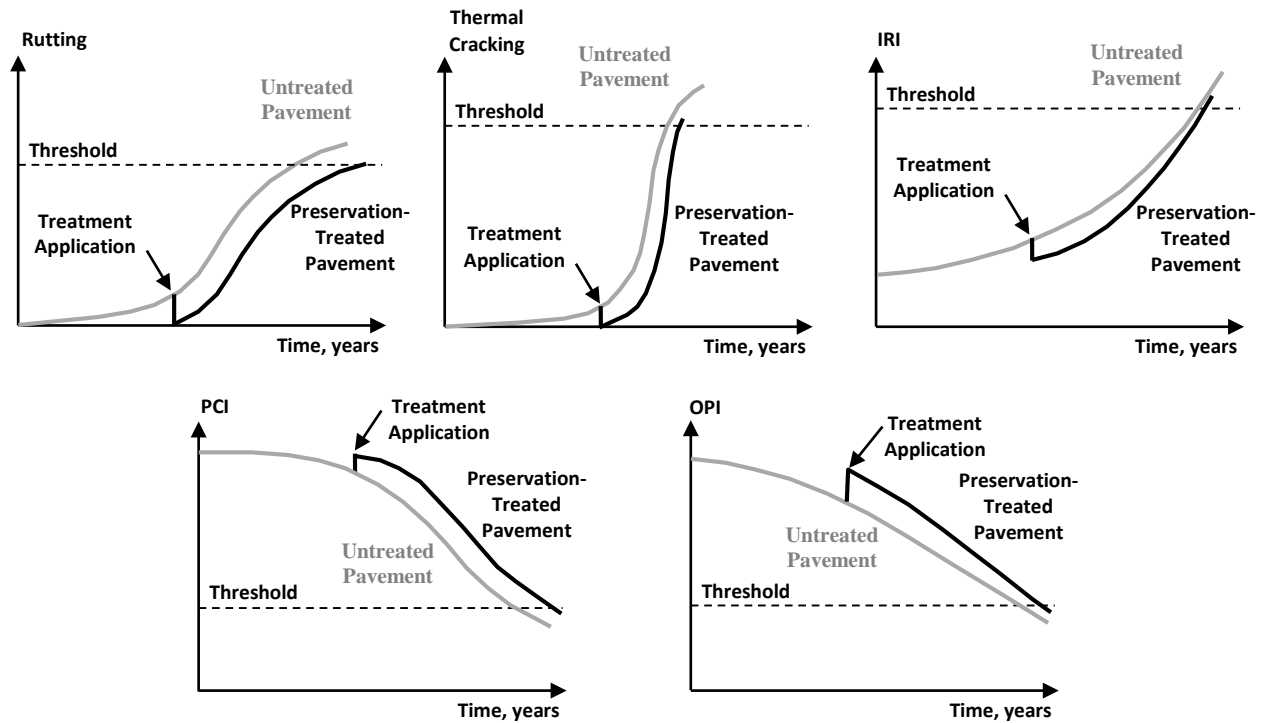 Rutting
Untreated
Pavement
Threshold
Treatment
Application
Preservation-
Treated
Pavement
Time, years
Thermal
Cracking
Untreated
Pavement
Threshold
Treatment
Application
Preservation-
Treated
Pavement
Time, years
IRI
Untreated
Pavement
Threshold
Treatment
Application
Preservation-
Treated
Pavement
Time, years
PCI
Treatment
Application
Preservation-
Treated
Pavement
Untreated
Pavement
Threshold
Time, years
OPI
Treatment
Application
Preservation-
Treated
Pavement
Untreated
Pavement
Threshold
Time, years